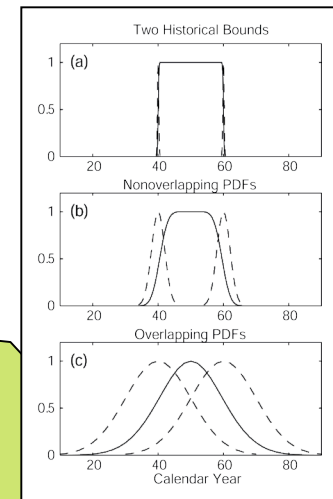 Two Historical Bounds
(a)
1
0.5
0
20 40 60 80
Nonoverlapping PDFs
(b)
1
0.5
0
20 40 60 80
Overlapping PDFs
(c)
1
0.5
0
20 40 60 80
Calendar Year